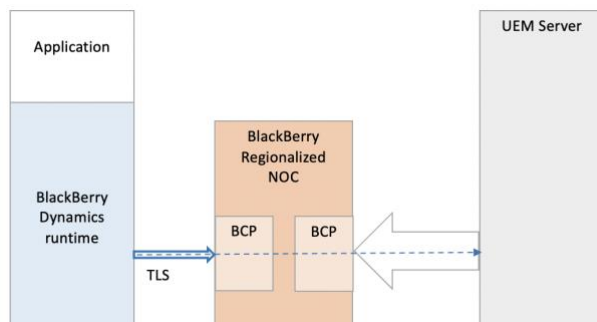 Application
BlackBerry
Dynamics
runtime
TLS
BlackBerry
Regionalized
NOC
BCP
BCP
UEM Server